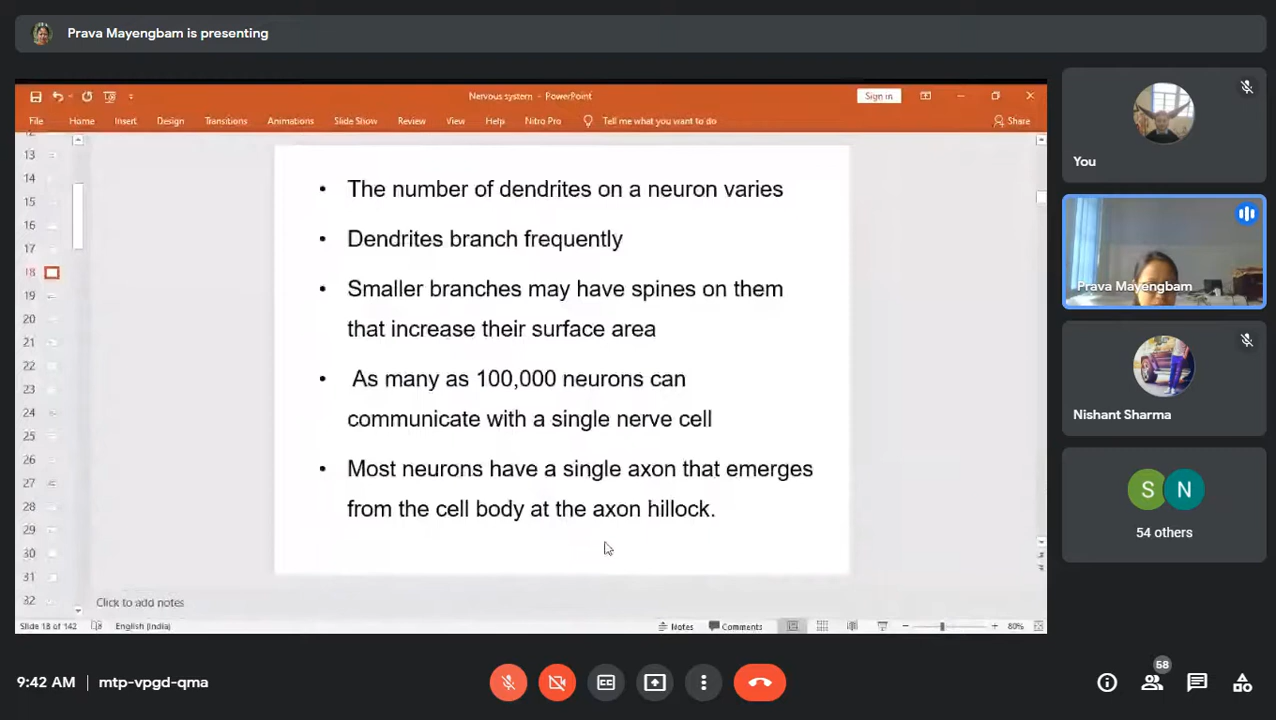 Prava Mayengbam is presenting
Nervous system - PowerPoint
Sign in
File Home Insert Design Transitions Animations Slide Show Review View Help Nitro Pro Tell me what you want to do Share
13
14
15
16
17
18
19
20
21
22
23
24
25
26
27
28
29
30
31
32
• The number of dendrites on a neuron varies
• Dendrites branch frequently
• Smaller branches may have spines on them
that increase their surface area
• As many as 100,000 neurons can
communicate with a single nerve cell
• Most neurons have a single axon that emerges
from the cell body at the axon hillock.
Click to add notes
Slide 18 of 142 English (India) Notes Comments 80%
You
Prava Mayengbam
Nishant Sharma
S N
54 others
9:42 AM | mtp-vpgd-qma
CC
58